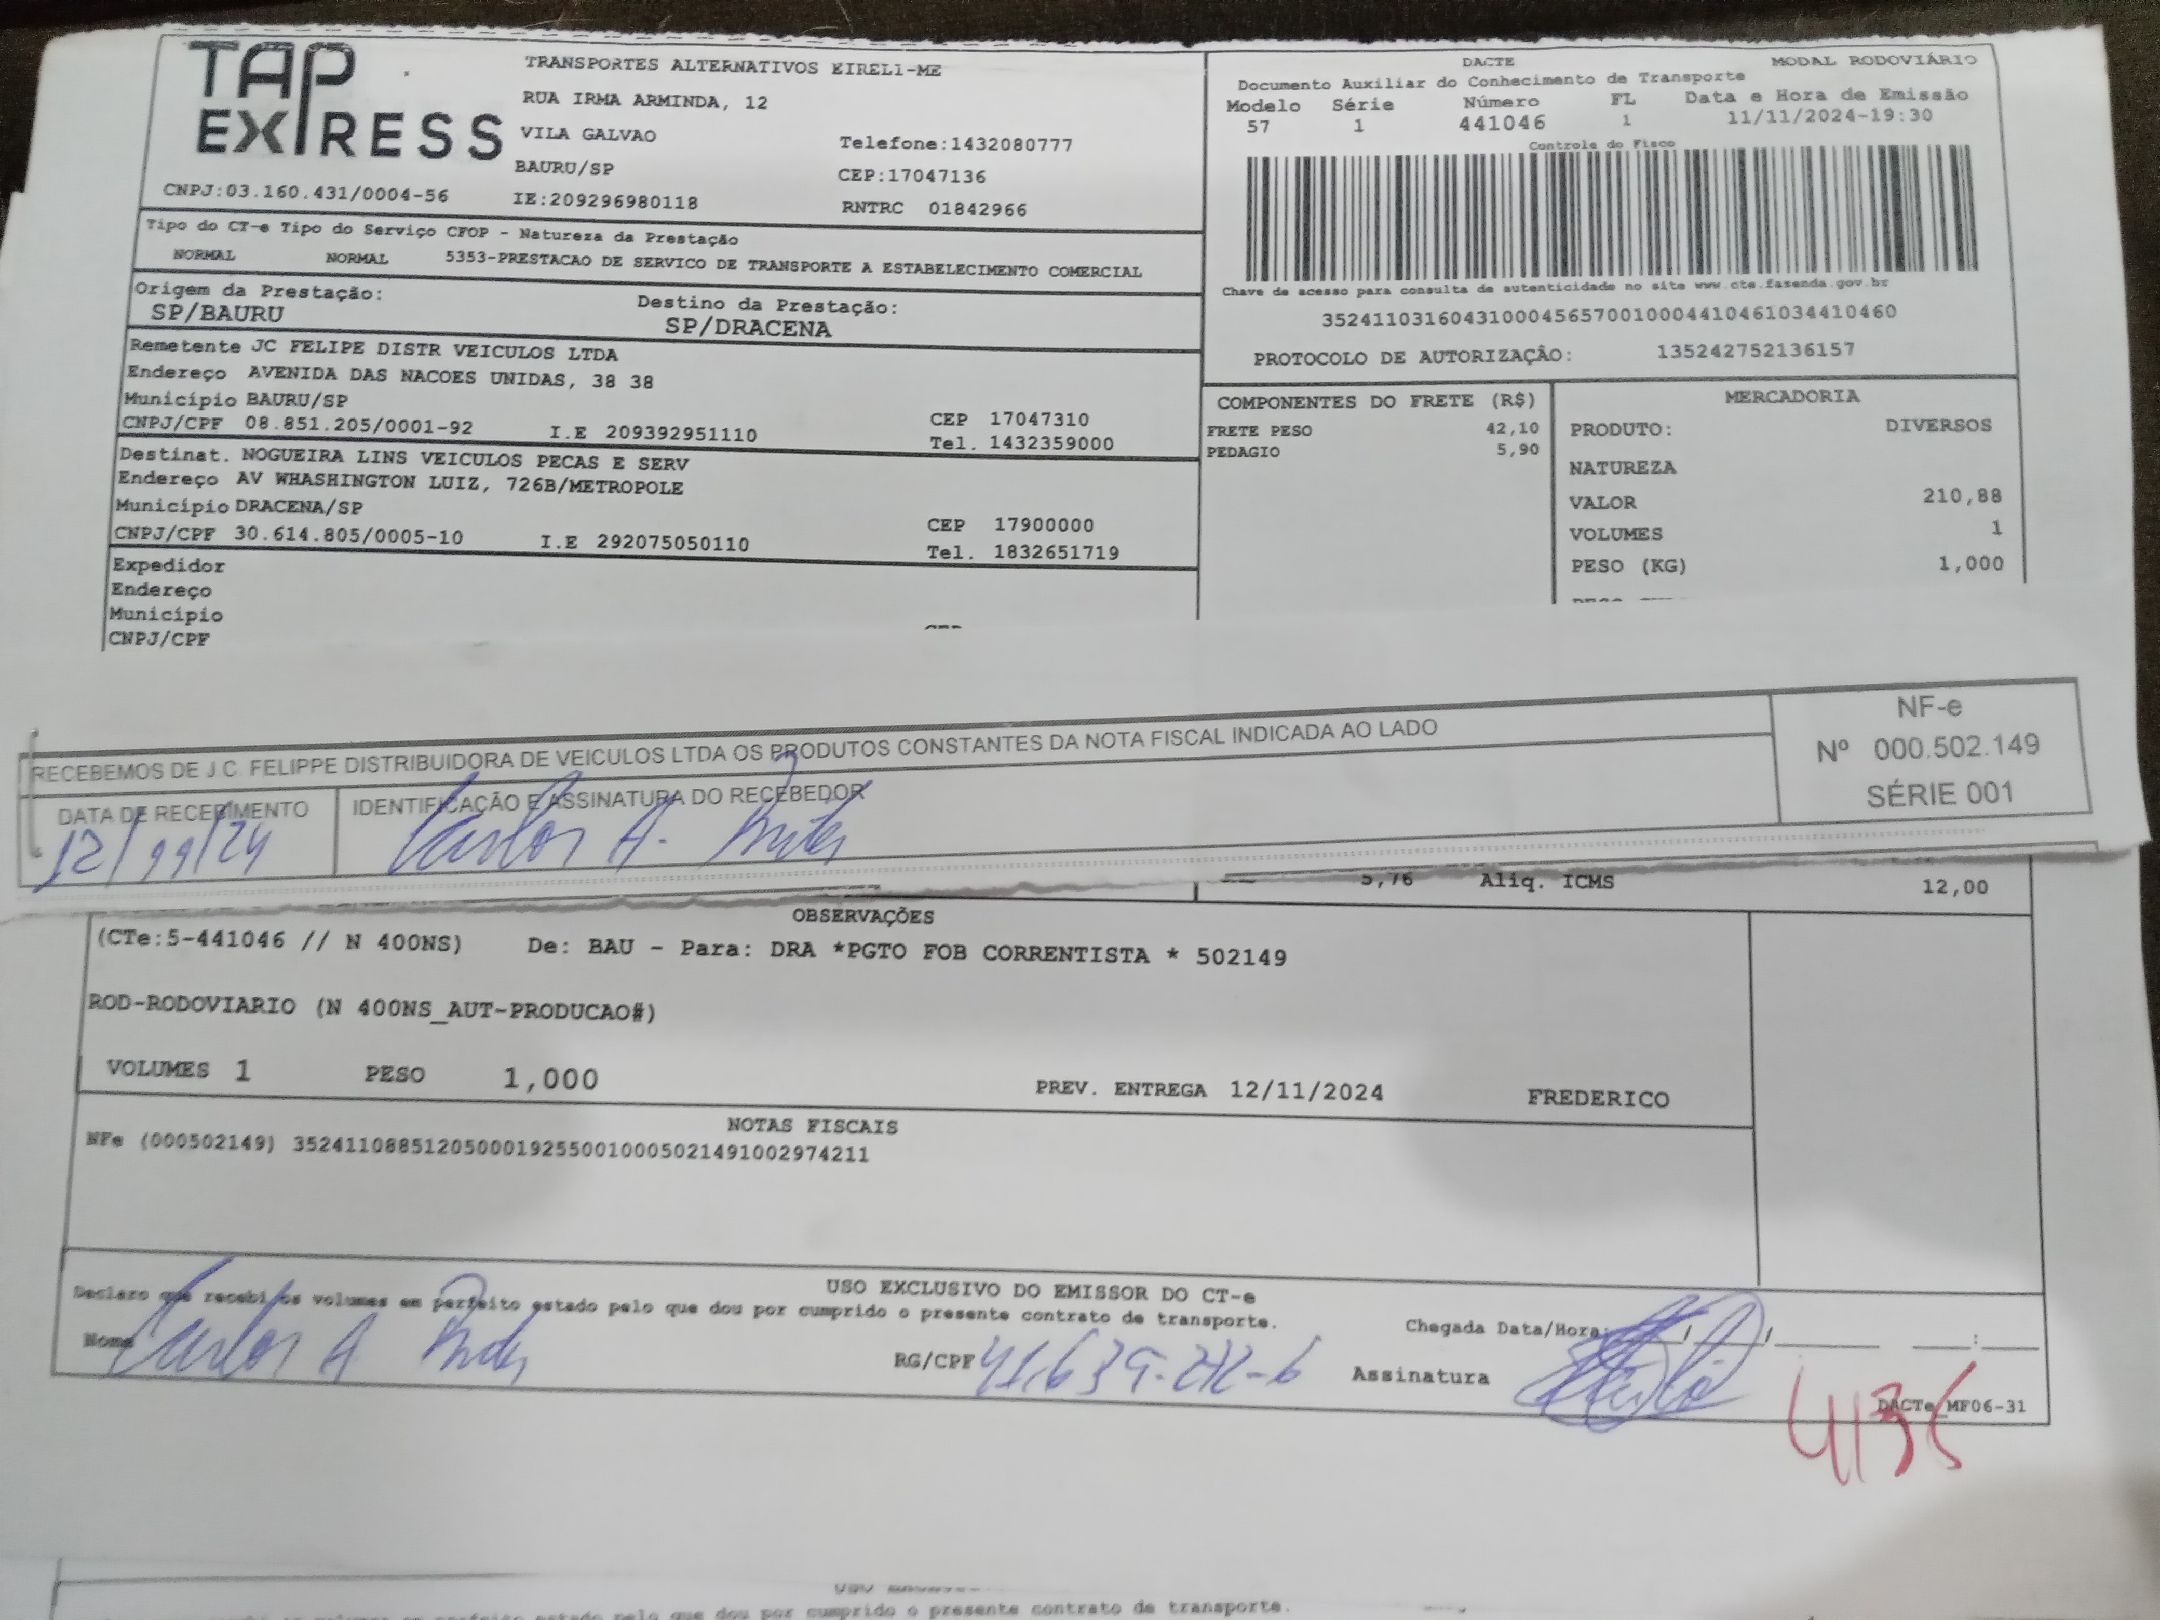 TAP EXPRESS
TRANSPORTES ALTERNATIVOS EIRELI-ME
RUA IRMA ARMINDA, 12
VILA GALVAO
Telefone:1432080777
BAURU/SP
CEP:17047136
CNPJ:03.160.431/0004-56
IE:209296980118
RNTRC 01842966
DACTE
MODAL RODOVIÁRIO
Documento Auxiliar do Conhecimento de Transporte
Modelo Série Número FL Data e Hora de Emissão
57 1 441046 1 11/11/2024-19:30
Controle do Fisco
Chave de acesso para consulta de autenticidade no site www.cte.fazenda.gov.br
35241103160431000456570010004410461034410460
PROTOCOLO DE AUTORIZAÇÃO: 135242752136157
Tipo do CT-e Tipo do Serviço CFOP - Natureza da Prestação
NORMAL NORMAL 5353-PRESTACAO DE SERVICO DE TRANSPORTE A ESTABELECIMENTO COMERCIAL
Origem da Prestação: Destino da Prestação:
SP/BAURU SP/DRACENA
Remetente JC FELIPE DISTR VEICULOS LTDA
Endereço AVENIDA DAS NACOES UNIDAS, 38 38
Município BAURU/SP CEP 17047310
CNPJ/CPF 08.851.205/0001-92 I.E 209392951110 Tel. 1432359000
Destinat. NOGUEIRA LINS VEICULOS PECAS E SERV
Endereço AV WHASHINGTON LUIZ, 726B/METROPOLE
Município DRACENA/SP CEP 17900000
CNPJ/CPF 30.614.805/0005-10 I.E 292075050110 Tel. 1832651719
Expedidor
Endereço
Município
CNPJ/CPF
COMPONENTES DO FRETE (R$)
FRETE PESO 42,10
PEDAGIO 5,90
MERCADORIA
PRODUTO: DIVERSOS
NATUREZA
VALOR 210,88
VOLUMES 1
PESO (KG) 1,000
RECEBEMOS DE J.C. FELIPPE DISTRIBUIDORA DE VEICULOS LTDA OS PRODUTOS CONSTANTES DA NOTA FISCAL INDICADA AO LADO
NF-e
Nº 000.502.149
SÉRIE 001
DATA DE RECEBIMENTO IDENTIFICAÇÃO E ASSINATURA DO RECEBEDOR
12/11/24 Carlos A.
5,76 Aliq. ICMS 12,00
OBSERVAÇÕES
(CTe:5-441046 // N 400NS) De: BAU - Para: DRA *PGTO FOB CORRENTISTA * 502149
ROD-RODOVIARIO (N 400NS_AUT-PRODUCAO#)
VOLUMES 1 PESO 1,000 PREV. ENTREGA 12/11/2024 FREDERICO
NOTAS FISCAIS
NFe (000502149) 35241108851205000192550010005021491002974211
USO EXCLUSIVO DO EMISSOR DO CT-e
Declaro que recebi os volumes em perfeito estado pelo que dou por cumprido o presente contrato de transporte.
Nome Carlos A
RG/CPF 41.639.272-6
Chegada Data/Hora: / / :
Assinatura
DACTe_MF06-31
perfeito estado pelo que dou por cumprido o presente contrato de transporte.